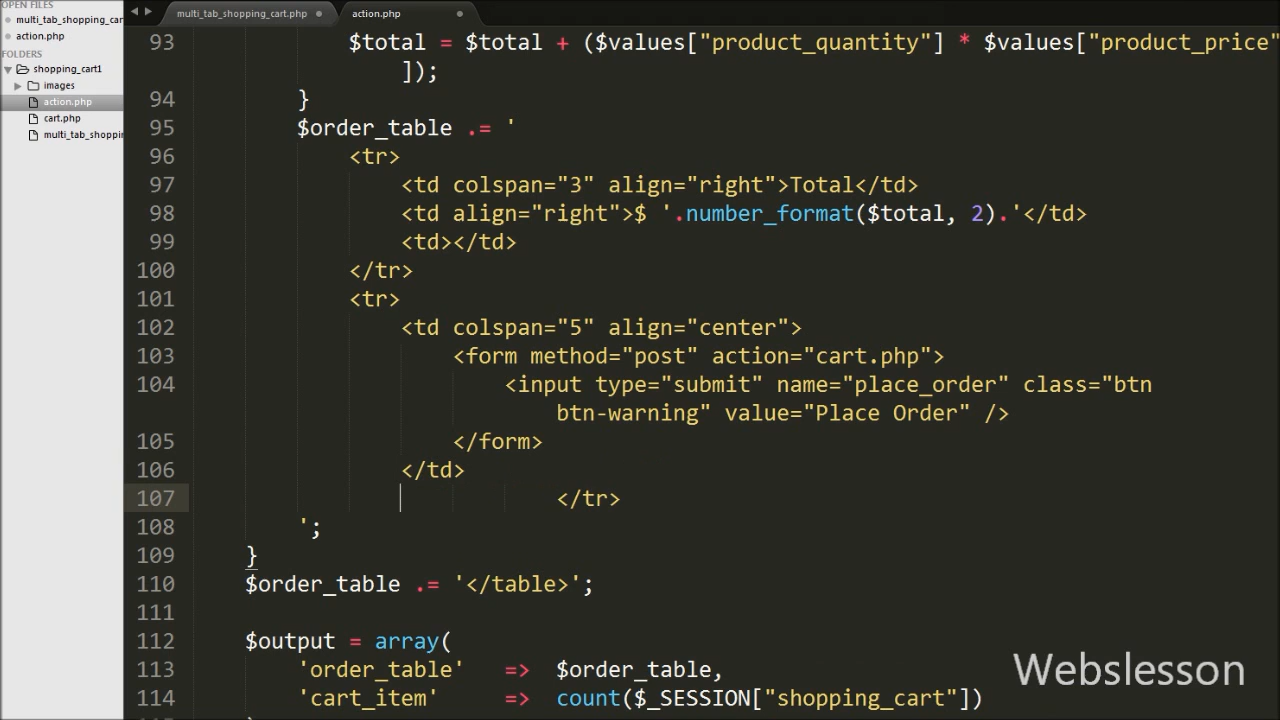 OPEN FILES
multi_tab_shopping_car
action.php
FOLDERS
shopping_cart1
images
action.php
cart.php
multi_tab_shoppin
multi_tab_shopping_cart.php
action.php
93 $total = $total + ($values["product_quantity"] * $values["product_price"
]);
94 }
95 $order_table .= '
96 <tr>
97 <td colspan="3" align="right">Total</td>
98 <td align="right">$ '.number_format($total, 2).'</td>
99 <td></td>
100 </tr>
101 <tr>
102 <td colspan="5" align="center">
103 <form method="post" action="cart.php">
104 <input type="submit" name="place_order" class="btn
btn-warning" value="Place Order" />
105 </form>
106 </td>
107 </tr>
108 ';
109 }
110 $order_table .= '</table>';
111
112 $output = array(
113 'order_table' => $order_table,
114 'cart_item' => count($_SESSION["shopping_cart"])
Webslesson